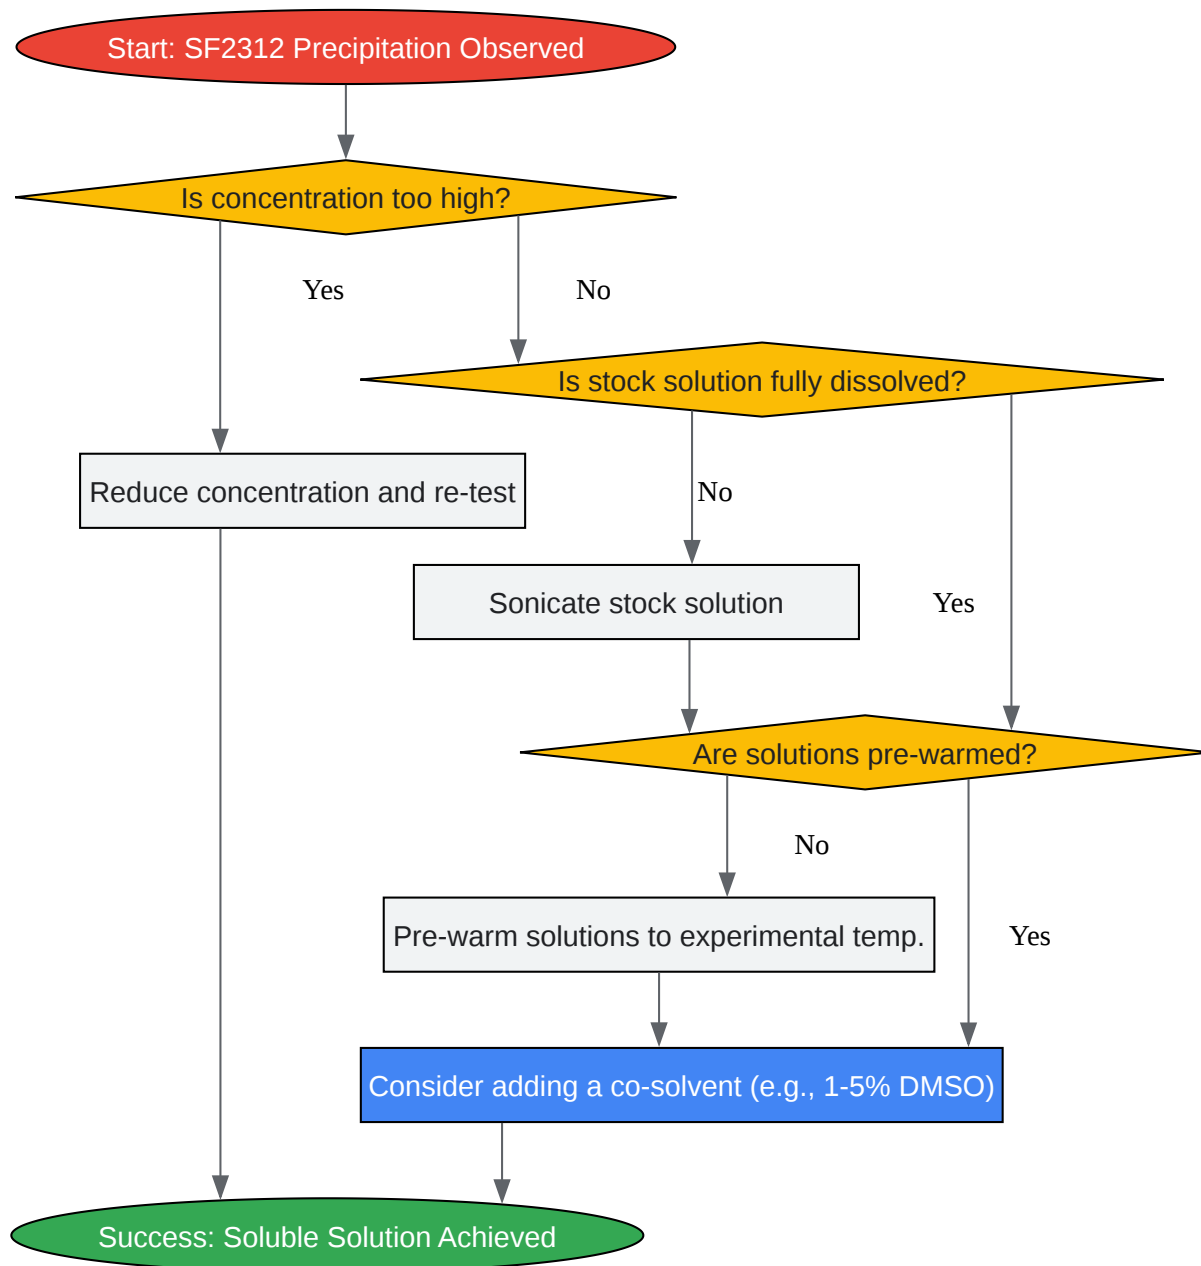 Start: SF2312 Precipitation Observed
Is concentration too high?
Yes
No
Is stock solution fully dissolved?
Reduce concentration and re-test
No
Sonicate stock solution
Yes
Are solutions pre-warmed?
No
Pre-warm solutions to experimental temp.
Yes
Consider adding a co-solvent (e.g., 1-5% DMSO)
Success: Soluble Solution Achieved